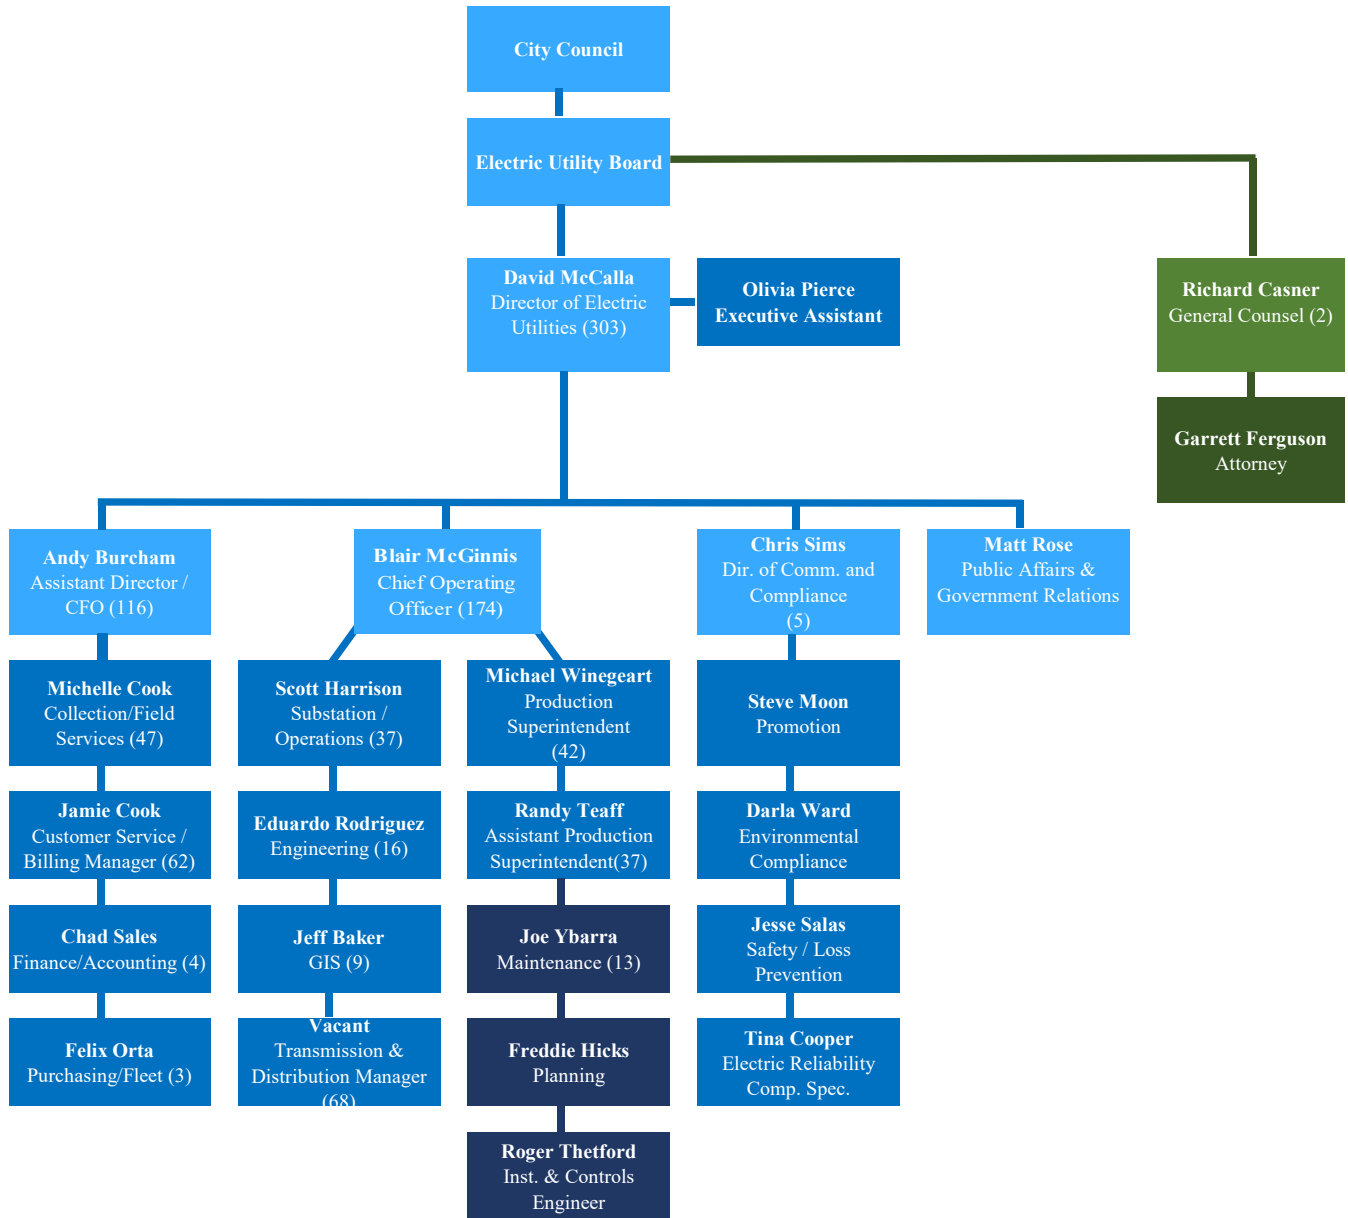 City Council
Electric Utility Board
David McCalla
Director of Electric
Utilities (303)
Olivia Pierce
Executive Assistant
Richard Casner
General Counsel (2)
Garrett Ferguson
Attorney
Andy Burcham
Assistant Director /
CFO (116)
Blair McGinnis
Chief Operating
Officer (174)
Chris Sims
Dir. of Comm. and
Compliance
(5)
Matt Rose
Public Affairs &
Government Relations
Michelle Cook
Collection/Field
Services (47)
Scott Harrison
Substation /
Operations (37)
Michael Winegeart
Production
Superintendent
(42)
Steve Moon
Promotion
Jamie Cook
Customer Service /
Billing Manager (62)
Eduardo Rodriguez
Engineering (16)
Randy Teaff
Assistant Production
Superintendent(37)
Darla Ward
Environmental
Compliance
Chad Sales
Finance/Accounting (4)
Jeff Baker
GIS (9)
Joe Ybarra
Maintenance (13)
Jesse Salas
Safety / Loss
Prevention
Felix Orta
Purchasing/Fleet (3)
Vacant
Transmission &
Distribution Manager
(68)
Freddie Hicks
Planning
Tina Cooper
Electric Reliability
Comp. Spec.
Roger Thetford
Inst. & Controls
Engineer